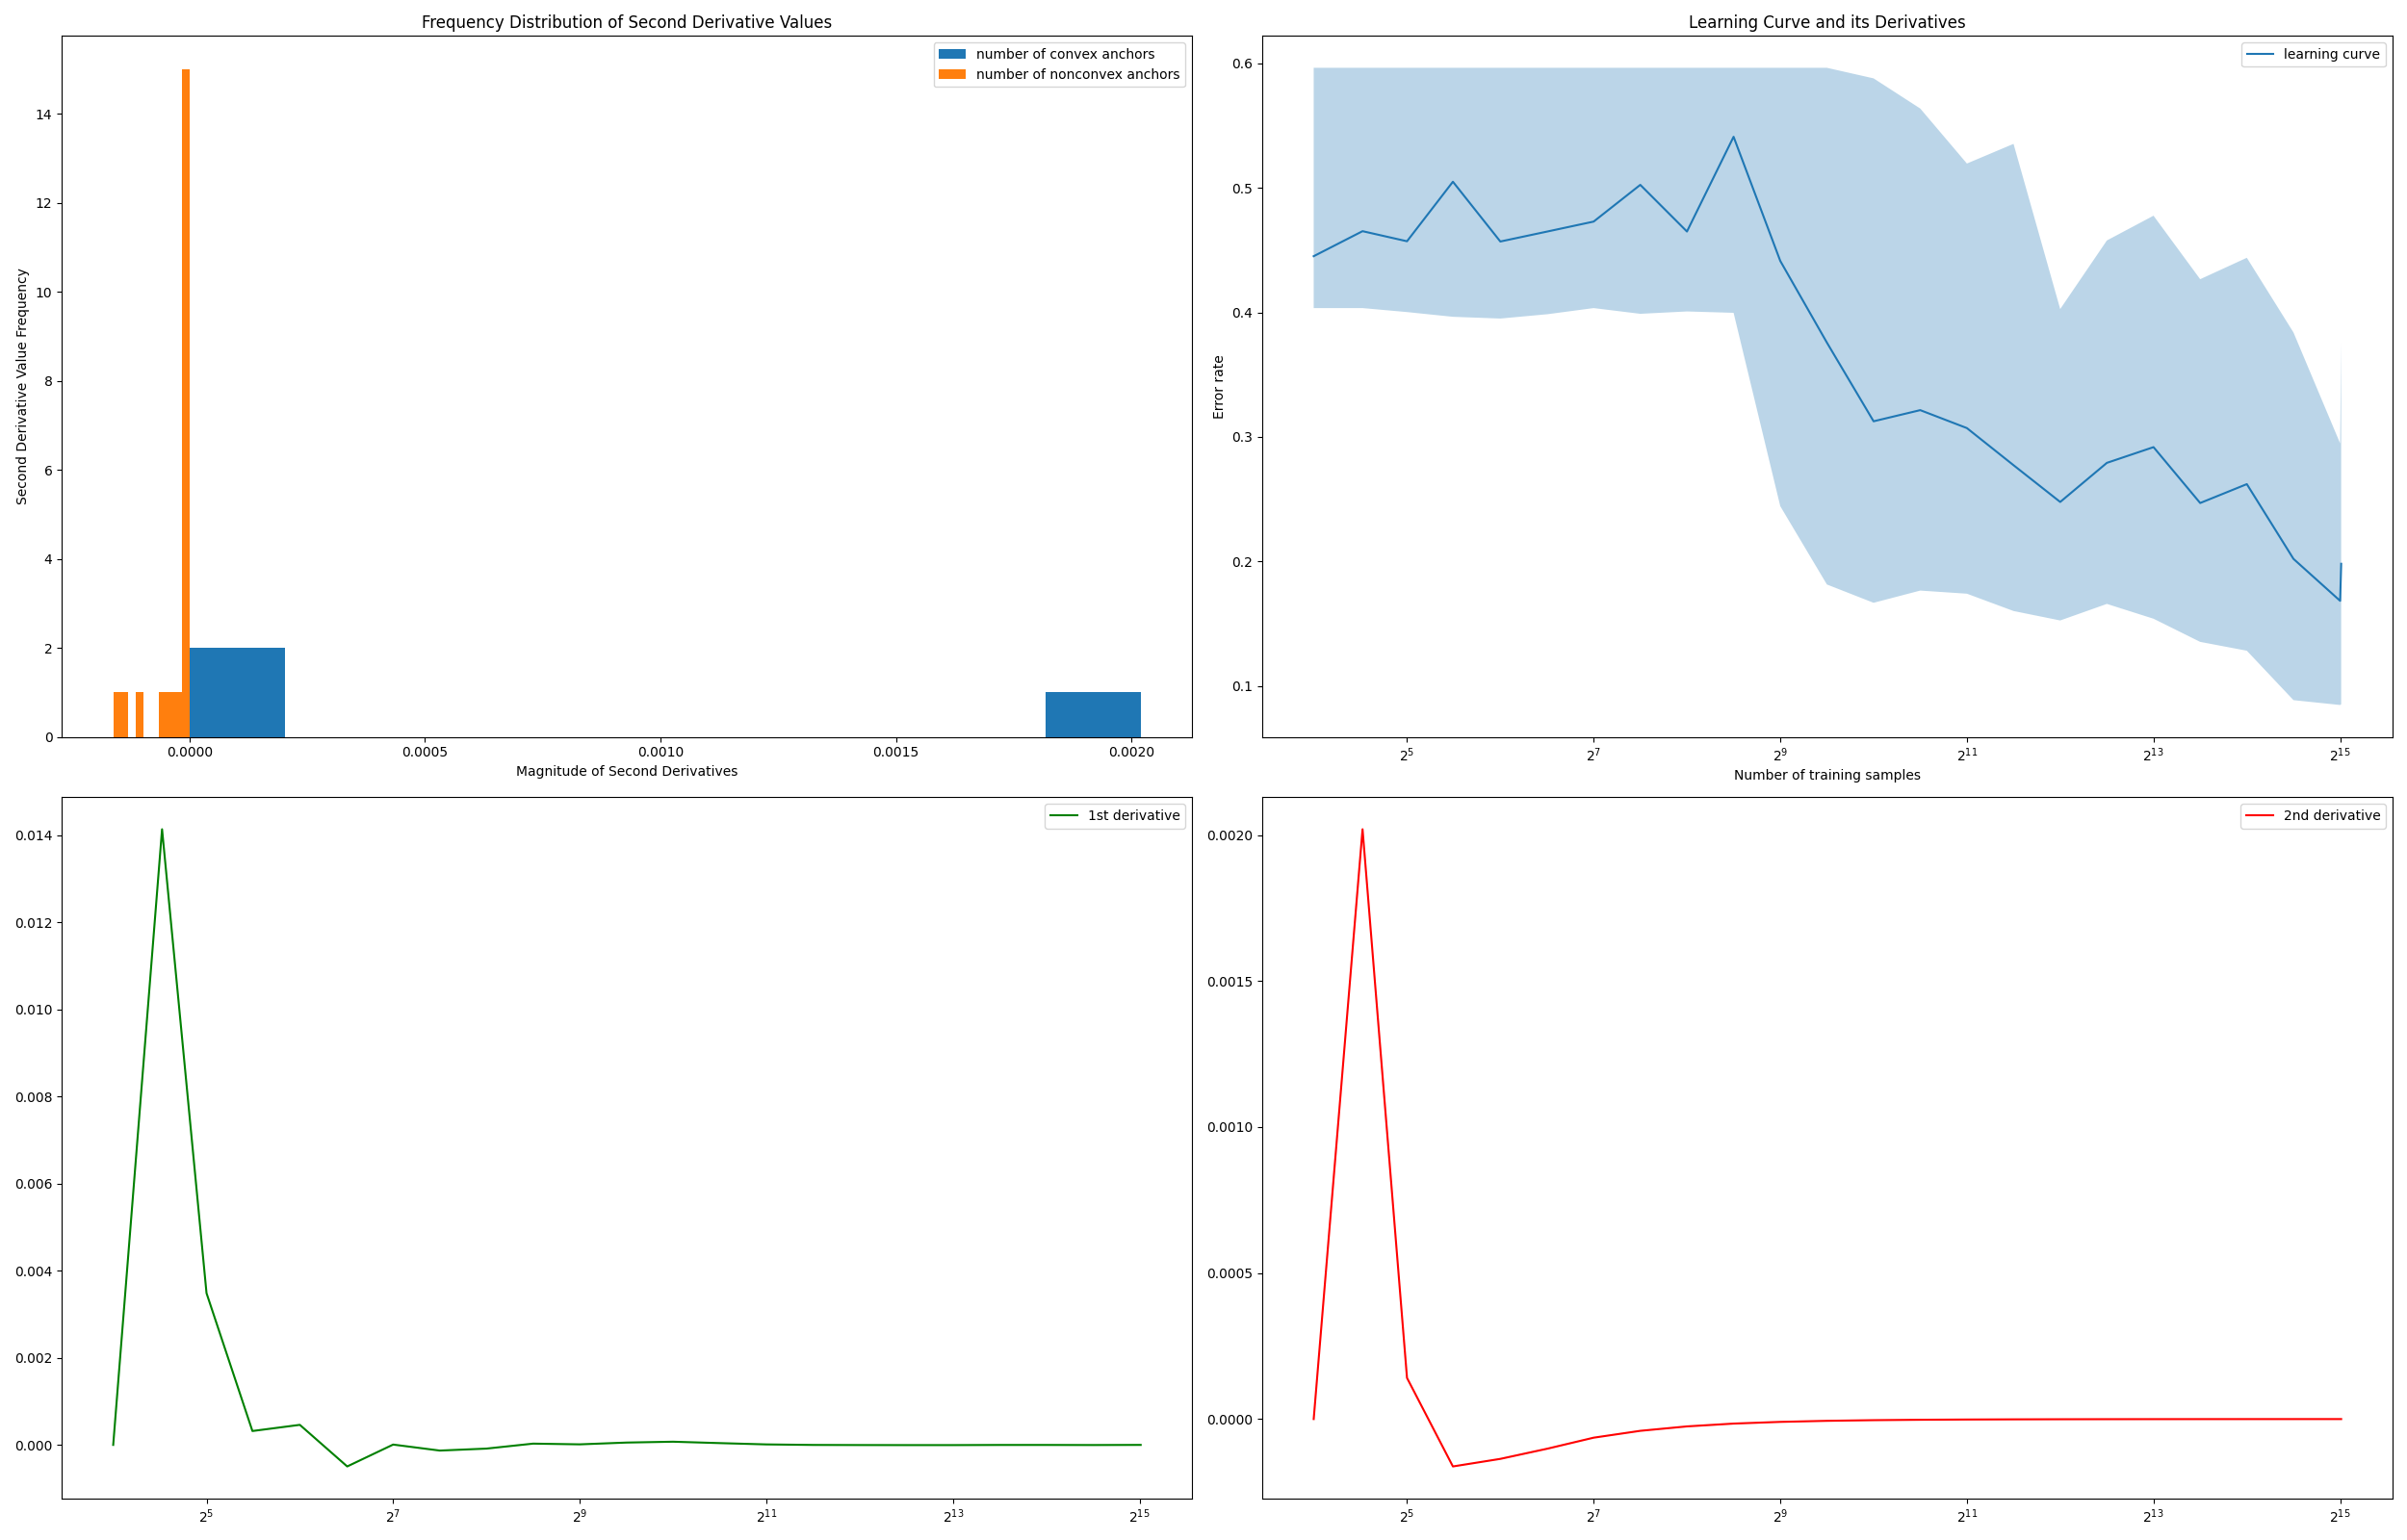 Frequency Distribution of Second Derivative Values
number of convex anchors
number of nonconvex anchors
Second Derivative Value Frequency
14
12
10
8
6
4
2
0
0.0000 0.0005 0.0010 0.0015 0.0020
Magnitude of Second Derivatives
Learning Curve and its Derivatives
learning curve
Error rate
0.6
0.5
0.4
0.3
0.2
0.1
2^5 2^7 2^9 2^11 2^13 2^15
Number of training samples
1st derivative
0.014
0.012
0.010
0.008
0.006
0.004
0.002
0.000
2^5 2^7 2^9 2^11 2^13 2^15
2nd derivative
0.0020
0.0015
0.0010
0.0005
0.0000
2^5 2^7 2^9 2^11 2^13 2^15